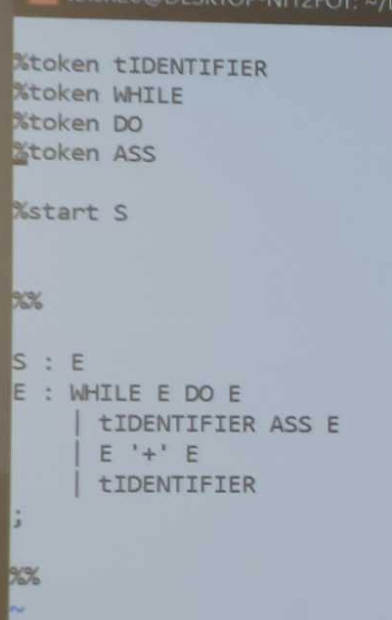 %token tIDENTIFIER
%token WHILE
%token DO
%token ASS
%start S
%%
S : E
E : WHILE E DO E
| tIDENTIFIER ASS E
| E '+' E
| tIDENTIFIER
;
%%
~